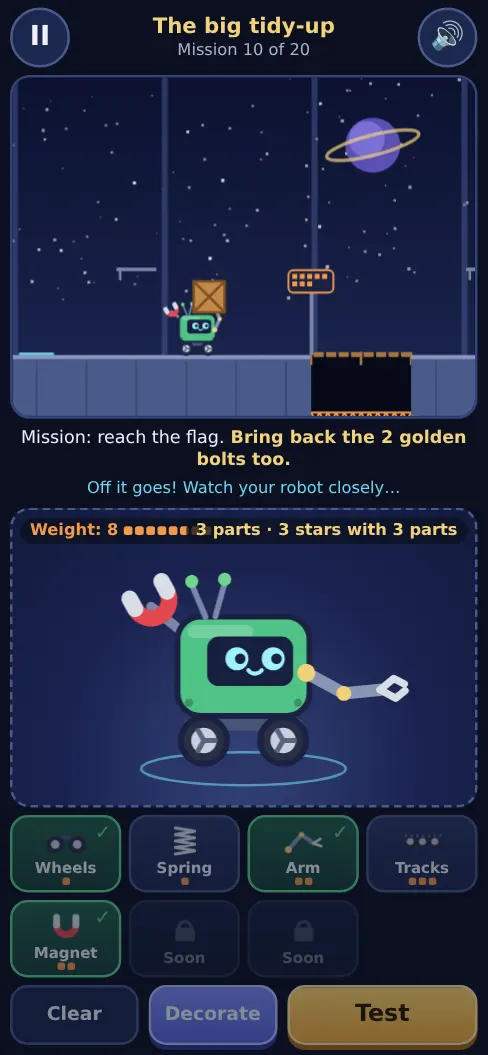 The big tidy-up
Mission 10 of 20
Mission: reach the flag. Bring back the 2 golden
bolts too.
Off it goes! Watch your robot closely...
Weight: 8 3 parts · 3 stars with 3 parts
Wheels
Spring
Arm
Tracks
Magnet
Soon
Soon
Clear
Decorate
Test